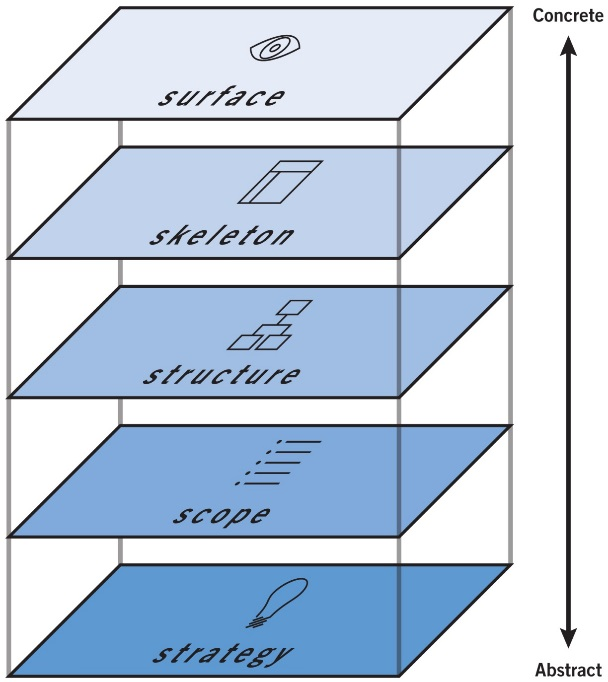 Concrete
surface
skeleton
structure
scope
strategy
Abstract